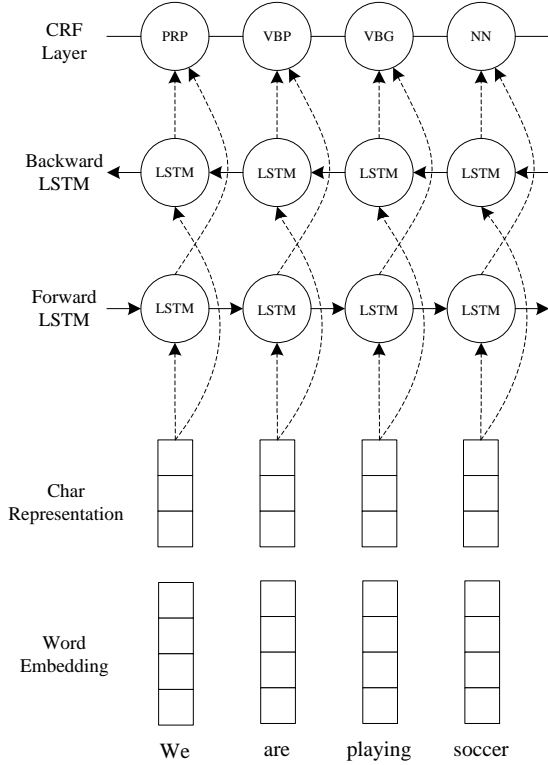 CRF
Layer
PRP VBP VBG NN
Backward
LSTM
LSTM LSTM LSTM LSTM
Forward
LSTM
LSTM LSTM LSTM LSTM
Char
Representation
Word
Embedding
We are playing soccer